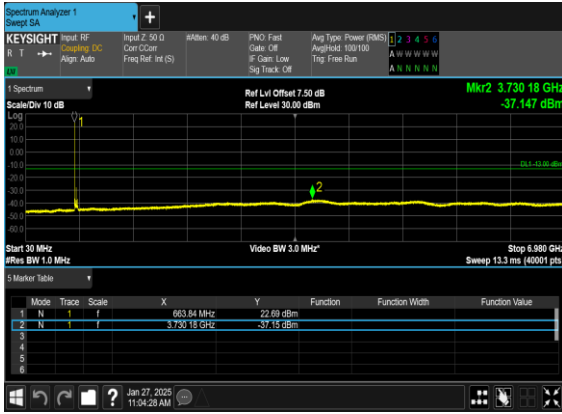 Spectrum Analyzer 1
Swept SA
+
KEYSIGHT Input: RF Input Z: 50 Ω #Atten: 40 dB PNO: Fast Avg Type: Power (RMS) 1 2 3 4 5 6
R T Coupling: DC Corr CCorr Gate: Off Avg|Hold: 100/100 A W W W W W
Align: Auto Freq Ref: Int (S) IF Gain: Low Trig: Free Run
Sig Track: Off A N N N N N
1 Spectrum Ref Lvl Offset 7.50 dB Mkr2 3.730 18 GHz
Scale/Div 10 dB Ref Level 30.00 dBm -37.147 dBm
Log
20.0
10.0
0.00
-10.0
-20.0
-30.0
-40.0
-50.0
-60.0
1
DL1 -13.00 dBm
2
Start 30 MHz Video BW 3.0 MHz* Stop 6.980 GHz
#Res BW 1.0 MHz Sweep 13.3 ms (40001 pts)
5 Marker Table
Mode Trace Scale X Y Function Function Width Function Value
1 N 1 f 663.84 MHz 22.69 dBm
2 N 1 f 3.730 18 GHz -37.15 dBm
3
4
5
6
? Jan 27, 2025
11:04:28 AM